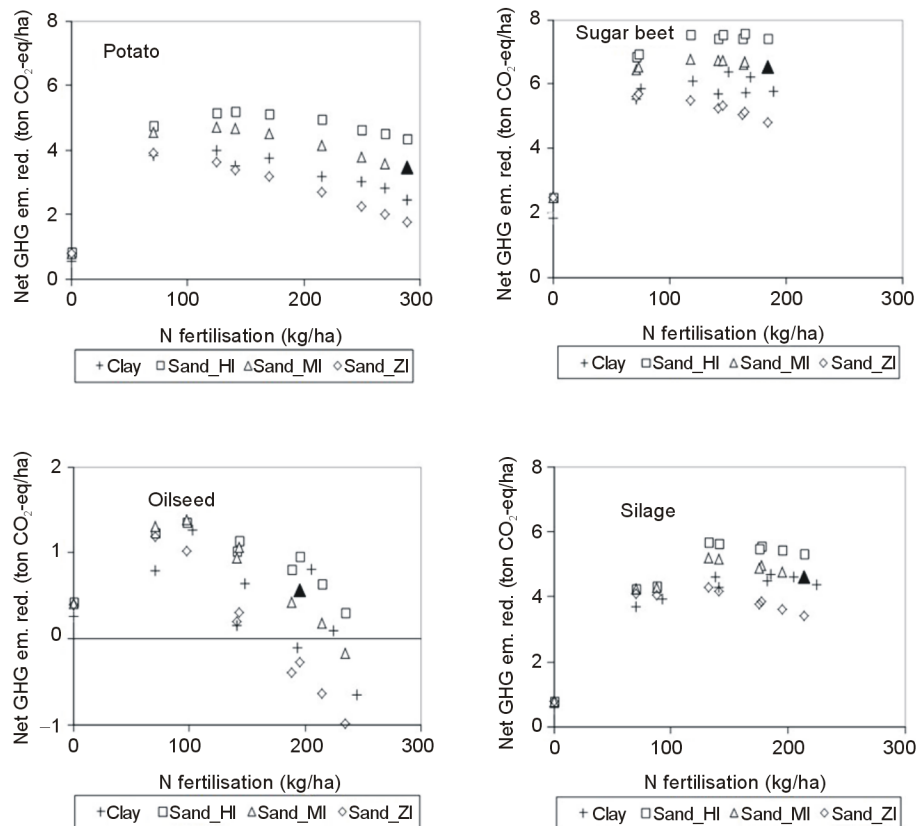 Potato
Net GHG em. red. (ton CO₂-eq/ha)
8
6
4
2
0
0 100 200 300
N fertilisation (kg/ha)
+Clay □Sand_HI △Sand_MI ◇Sand_ZI
Sugar beet
Net GHG em. red. (ton CO₂-eq/ha)
8
6
4
2
0
0 100 200 300
N fertilisation (kg/ha)
+ Clay □Sand_HI △Sand_MI ◇Sand_ZI
Oilseed
Net GHG em. red. (ton CO₂-eq/ha)
2
1
0
–1
0 100 200 300
N fertilisation (kg/ha)
+Clay □Sand_HI △Sand_MI ◇Sand_ZI
Silage
Net GHG em. red. (ton CO₂-eq/ha)
8
6
4
2
0
0 100 200 300
N fertilisation (kg/ha)
+ Clay □Sand_HI △Sand_MI ◇Sand_ZI